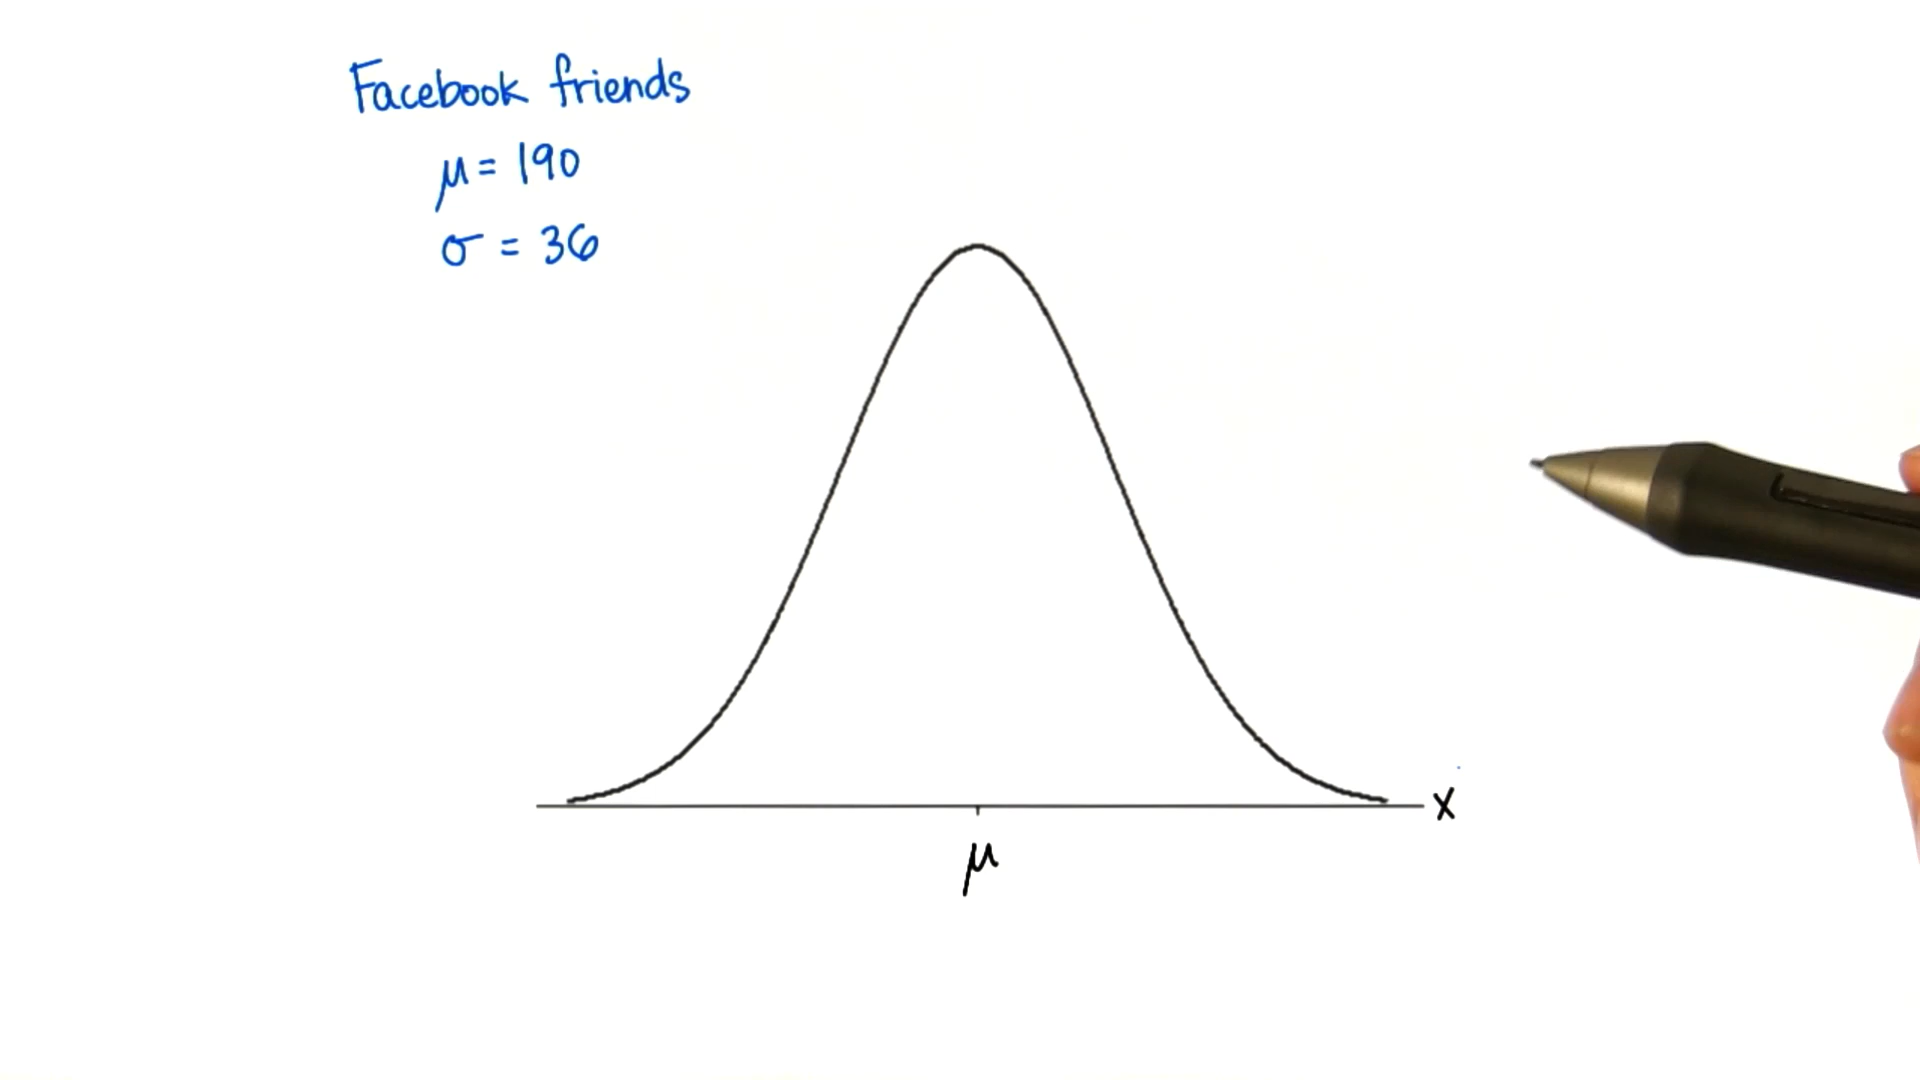 Facebook friends
μ = 190
σ = 36
x
μ